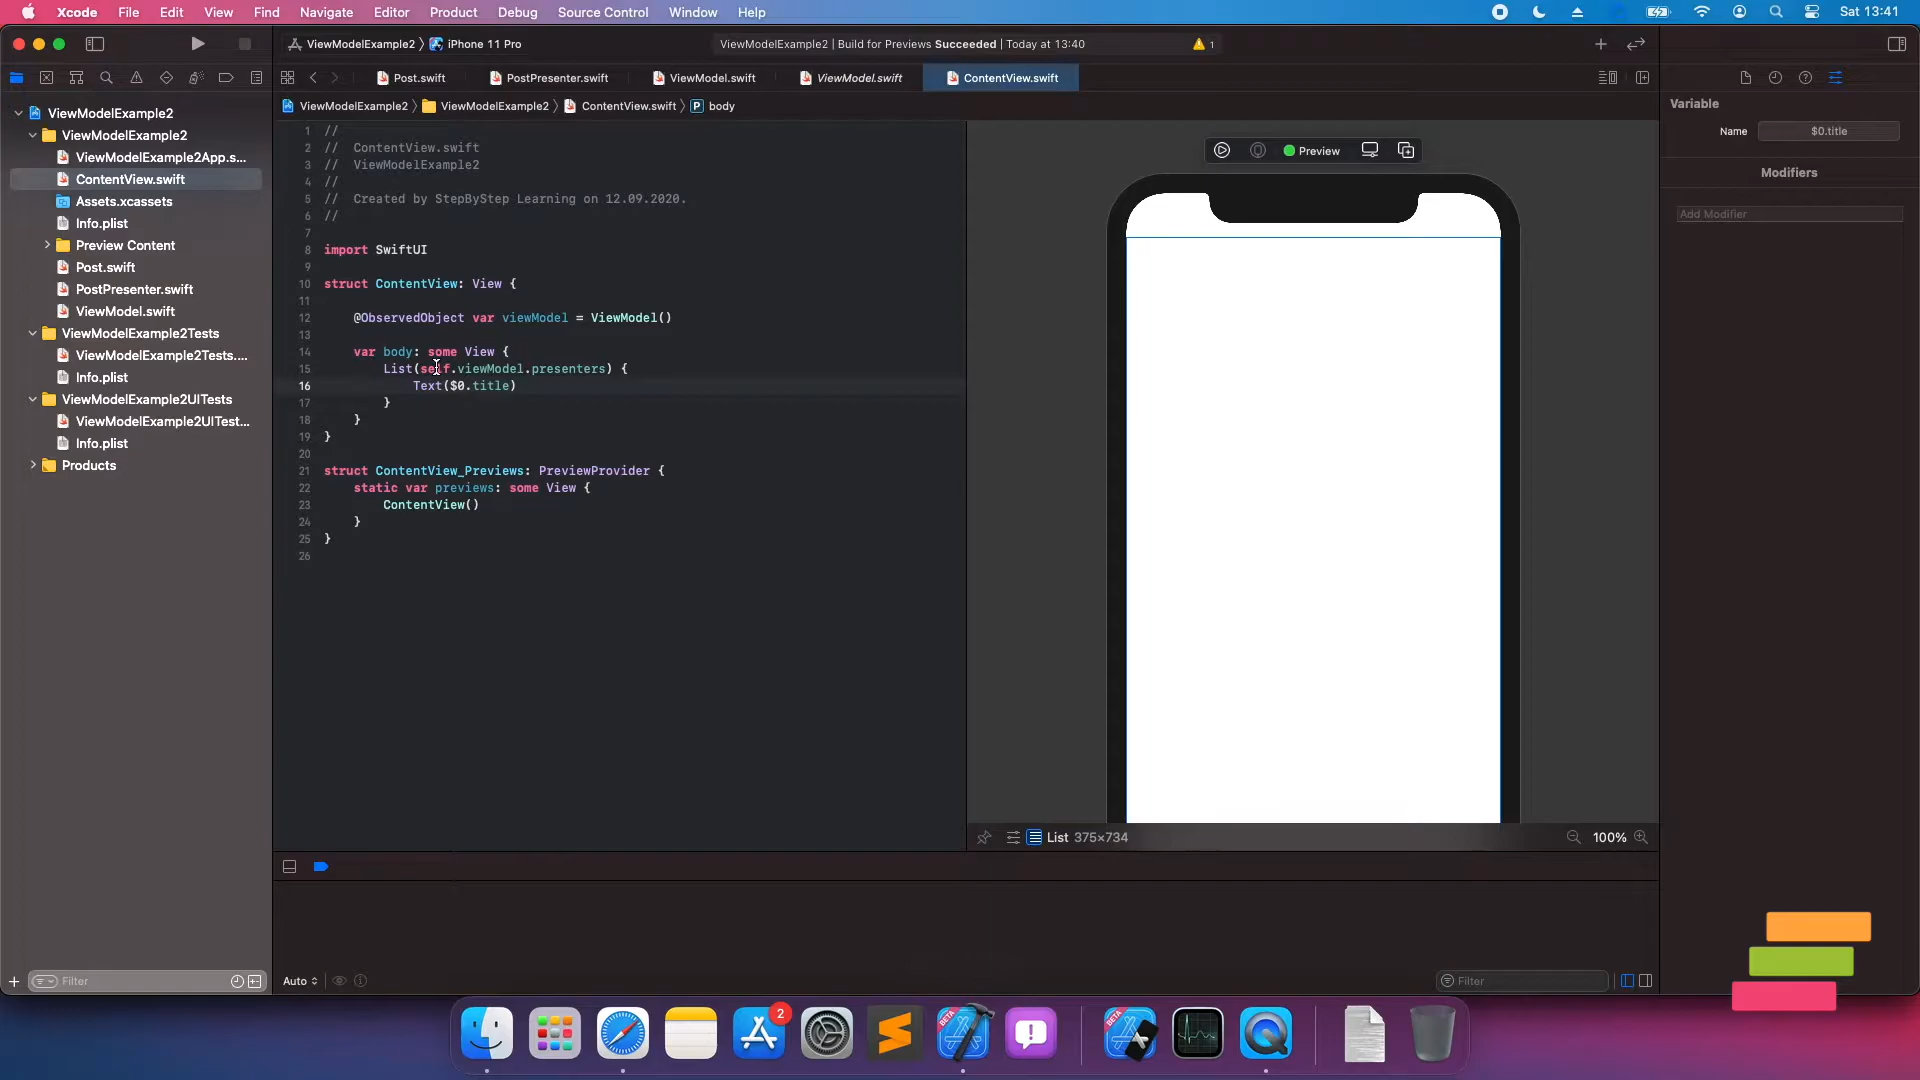 Xcode File Edit View Find Navigate Editor Product Debug Source Control Window Help Sat 13:41
ViewModelExample2 〉 iPhone 11 Pro
ViewModelExample2 | Build for Previews Succeeded | Today at 13:40
1
Post.swift PostPresenter.swift ViewModel.swift ViewModel.swift ContentView.swift
ViewModelExample2 〉 ViewModelExample2 〉 ContentView.swift 〉 P body
ViewModelExample2
ViewModelExample2
ViewModelExample2App.s...
ContentView.swift
Assets.xcassets
Info.plist
Preview Content
Post.swift
PostPresenter.swift
ViewModel.swift
ViewModelExample2Tests
ViewModelExample2Tests....
Info.plist
ViewModelExample2UITests
ViewModelExample2UITest...
Info.plist
Products
Filter
1 //
2 // ContentView.swift
3 // ViewModelExample2
4 //
5 // Created by StepByStep Learning on 12.09.2020.
6 //
7
8 import SwiftUI
9
10 struct ContentView: View {
11
12 @ObservedObject var viewModel = ViewModel()
13
14 var body: some View {
15 List(self.viewModel.presenters) {
16 Text($0.title)
17 }
18 }
19 }
20
21 struct ContentView_Previews: PreviewProvider {
22 static var previews: some View {
23 ContentView()
24 }
25 }
26
Preview
List 375×734
100%
Auto
Filter
Variable
Name $0.title
Modifiers
Add Modifier
2
BETA
BETA